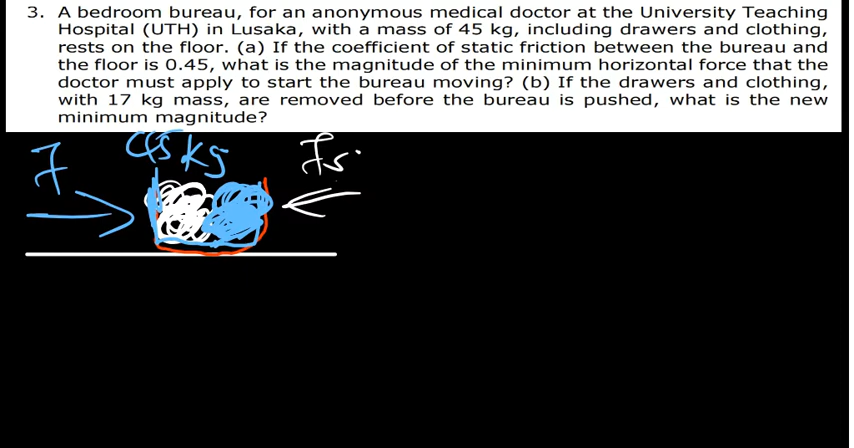 3. A bedroom bureau, for an anonymous medical doctor at the University Teaching
Hospital (UTH) in Lusaka, with a mass of 45 kg, including drawers and clothing,
rests on the floor. (a) If the coefficient of static friction between the bureau and
the floor is 0.45, what is the magnitude of the minimum horizontal force that the
doctor must apply to start the bureau moving? (b) If the drawers and clothing,
with 17 kg mass, are removed before the bureau is pushed, what is the new
minimum magnitude?
F 45kg fs.